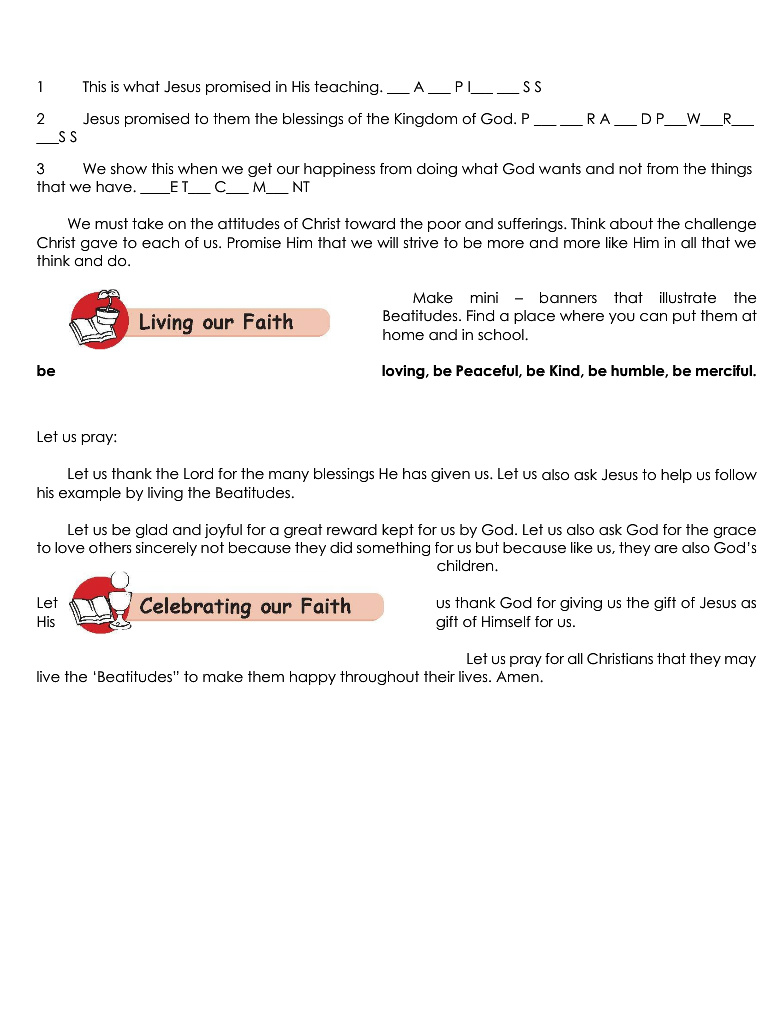 1 This is what Jesus promised in His teaching. ___ A ___ P I___ ___ S S
2 Jesus promised to them the blessings of the Kingdom of God. P ___ ___ R A ___ D P___W___R___
___S S
3 We show this when we get our happiness from doing what God wants and not from the things
that we have. ____E T___ C___ M___ NT
We must take on the attitudes of Christ toward the poor and sufferings. Think about the challenge
Christ gave to each of us. Promise Him that we will strive to be more and more like Him in all that we
think and do.
Living our Faith
Make mini – banners that illustrate the
Beatitudes. Find a place where you can put them at
home and in school.
be loving, be Peaceful, be Kind, be humble, be merciful.
Let us pray:
Let us thank the Lord for the many blessings He has given us. Let us also ask Jesus to help us follow
his example by living the Beatitudes.
Let us be glad and joyful for a great reward kept for us by God. Let us also ask God for the grace
to love others sincerely not because they did something for us but because like us, they are also God's
children.
Celebrating our Faith
Let us thank God for giving us the gift of Jesus as
His gift of Himself for us.
Let us pray for all Christians that they may
live the ‘Beatitudes” to make them happy throughout their lives. Amen.